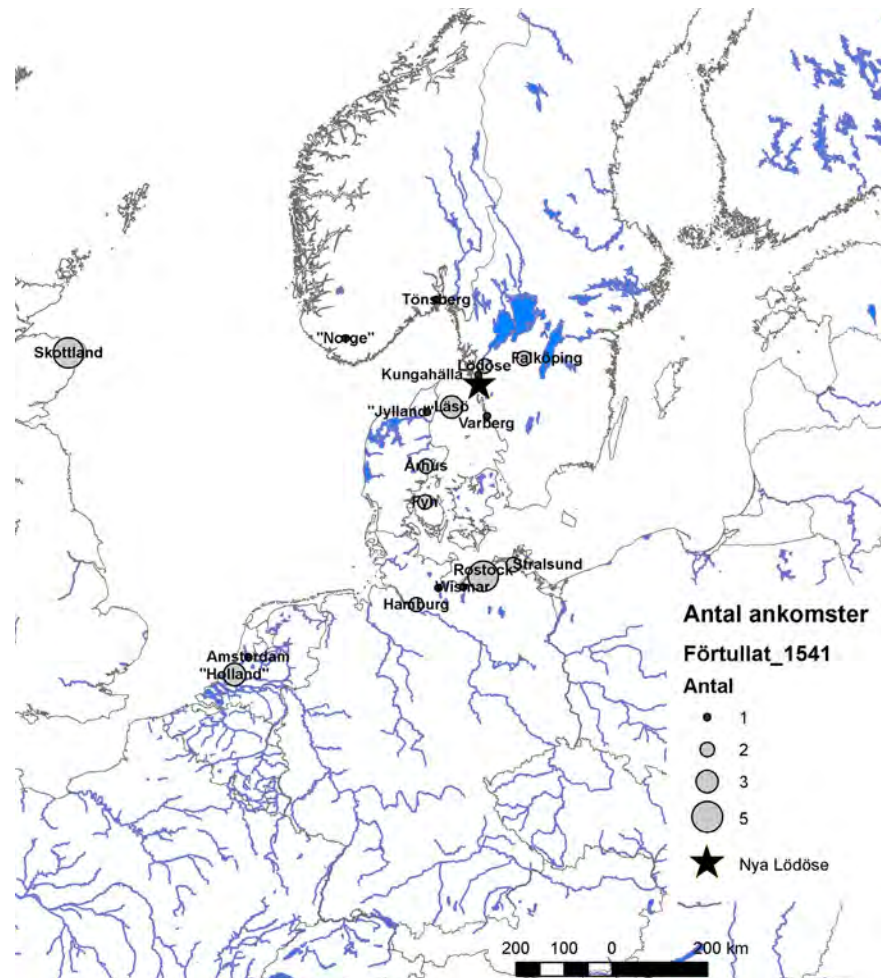 Tönsberg
"Norge"
Skottland
Lödöse
Falköping
Kungahälla
Läsö
"Jylland"
Varberg
Århus
Fyn
Stralsund
Rostock
Wismar
Hamburg
Amsterdam
"Holland"
Antal ankomster
Förtullat_1541
Antal
1
2
3
5
Nya Lödöse
200 100 0 200 km